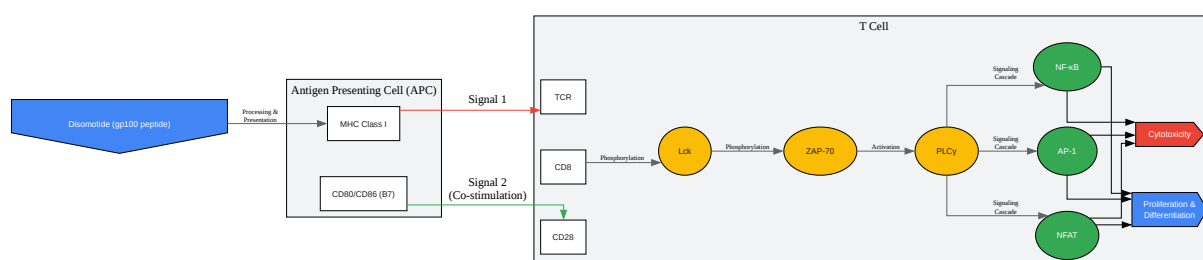 T Cell
Antigen Presenting Cell (APC)
Disomotide (gp100 peptide)
Processing &
Presentation
MHC Class I
CD80/CD86 (B7)
Signal 1
Signal 2
(Co-stimulation)
TCR
CD8
CD28
Phosphorylation
Lck
Phosphorylation
ZAP-70
Activation
PLCγ
Signaling
Cascade
Signaling
Cascade
Signaling
Cascade
NF-κB
AP-1
NFAT
Cytotoxicity
Proliferation &
Differentiation